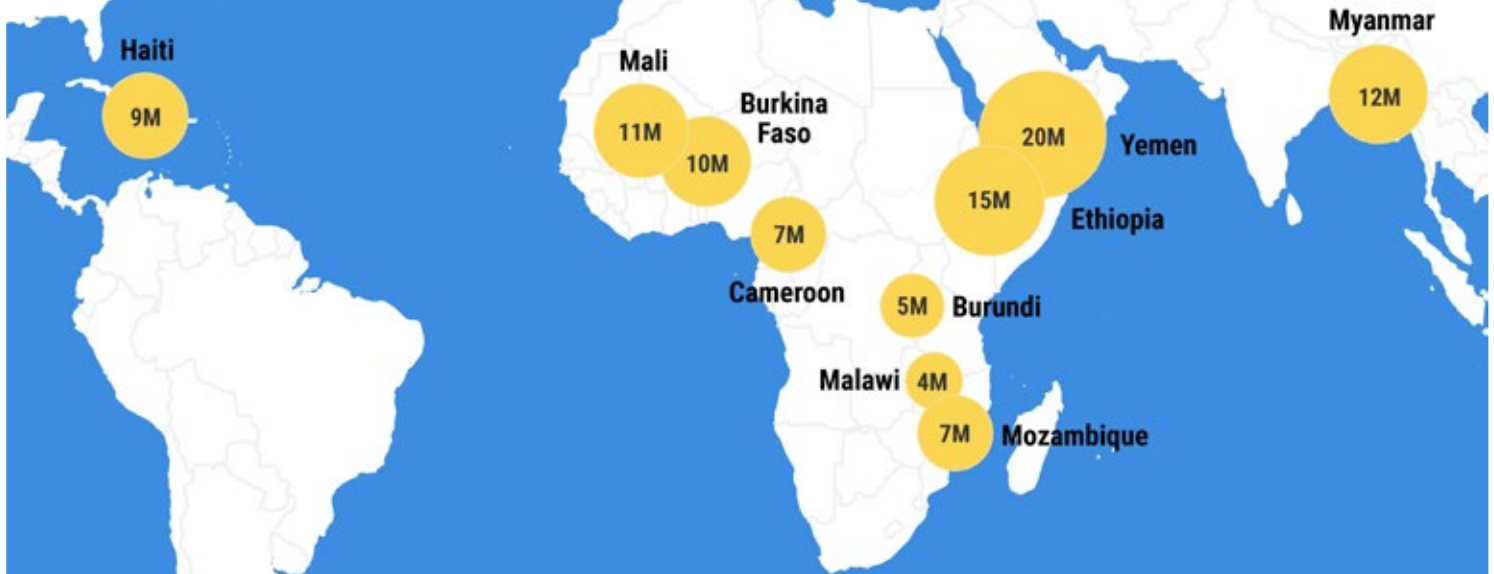 Haiti
9M
Mali
11M
Burkina
Faso
10M
7M
Cameroon
20M
Yemen
15M
Ethiopia
5M
Burundi
Malawi
4M
7M
Mozambique
Myanmar
12M